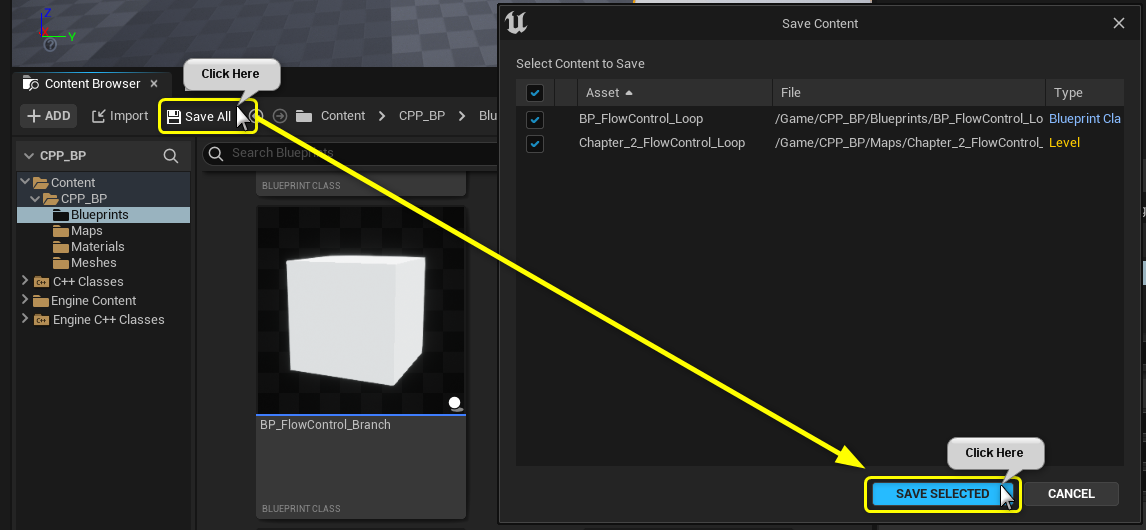 Z
Y
Click Here
Content Browser
ADD
Import
Save All
Content
CPP_BP
Blu
CPP_BP
Search Blueprints
Content
CPP_BP
Blueprints
Maps
Materials
Meshes
C++ Classes
Engine Content
Engine C++ Classes
BLUEPRINT CLASS
BP_FlowControl_Branch
BLUEPRINT CLASS
Save Content
Select Content to Save
Asset File Type
BP_FlowControl_Loop /Game/CPP_BP/Blueprints/BP_FlowControl_Lo Blueprint Cla
Chapter_2_FlowControl_Loop /Game/CPP_BP/Maps/Chapter_2_FlowControl_ Level
Click Here
SAVE SELECTED
CANCEL